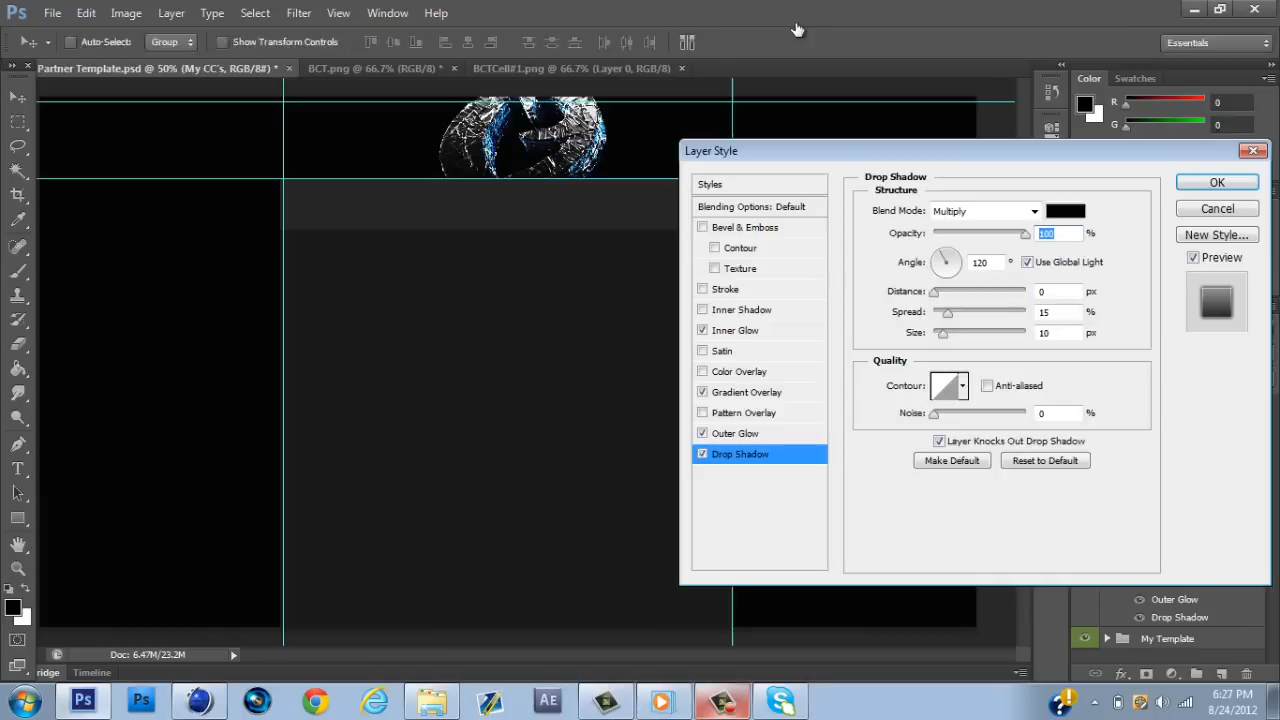 Ps File Edit Image Layer Type Select Filter View Window Help
Auto-Select: Group Show Transform Controls Essentials
Partner Template.psd @ 50% (My CC's, RGB/8#) * × BCT.png @ 66.7% (RGB/8) * × BCTCell#1.png @ 66.7% (Layer 0, RGB/8) ×
Color Swatches
R 0
G 0
Layer Style
Styles
Blending Options: Default
Bevel & Emboss
Contour
Texture
Stroke
Inner Shadow
Inner Glow
Satin
Color Overlay
Gradient Overlay
Pattern Overlay
Outer Glow
Drop Shadow
Drop Shadow
Structure
Blend Mode: Multiply
Opacity: 100 %
Angle: 120 ° Use Global Light
Distance: 0 px
Spread: 15 %
Size: 10 px
Quality
Contour: Anti-aliased
Noise: 0 %
Layer Knocks Out Drop Shadow
Make Default Reset to Default
OK
Cancel
New Style...
Preview
Outer Glow
Drop Shadow
My Template
Doc: 6.47M/23.2M
ridge Timeline
Ps Ps AE
6:27 PM
8/24/2012